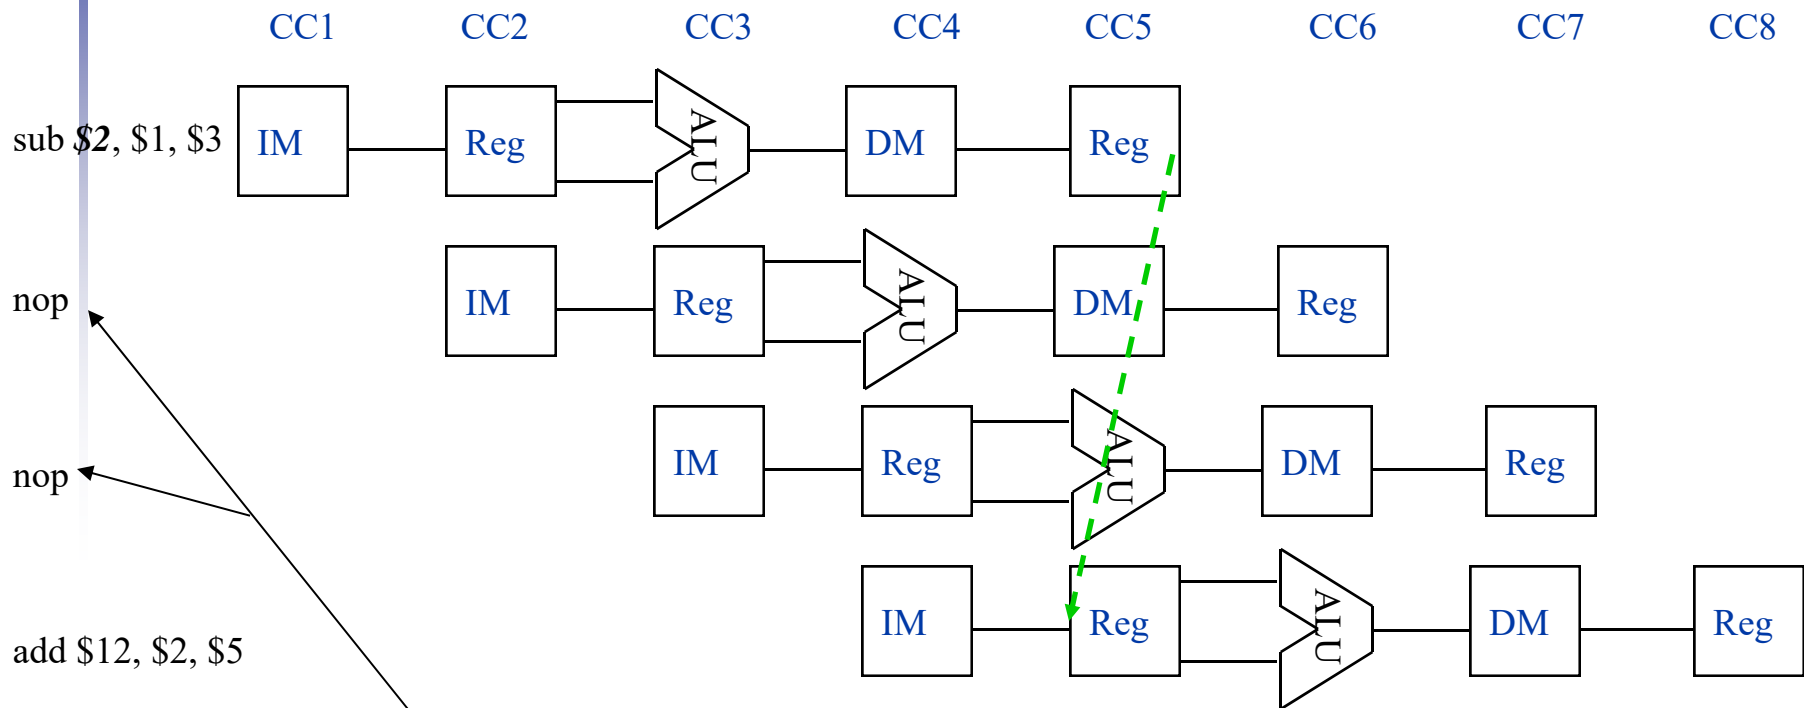 CC1 CC2 CC3 CC4 CC5 CC6 CC7 CC8
sub $2, $1, $3 IM Reg ALU DM Reg
nop IM Reg ALU DM Reg
nop IM Reg ALU DM Reg
add $12, $2, $5 IM Reg ALU DM Reg